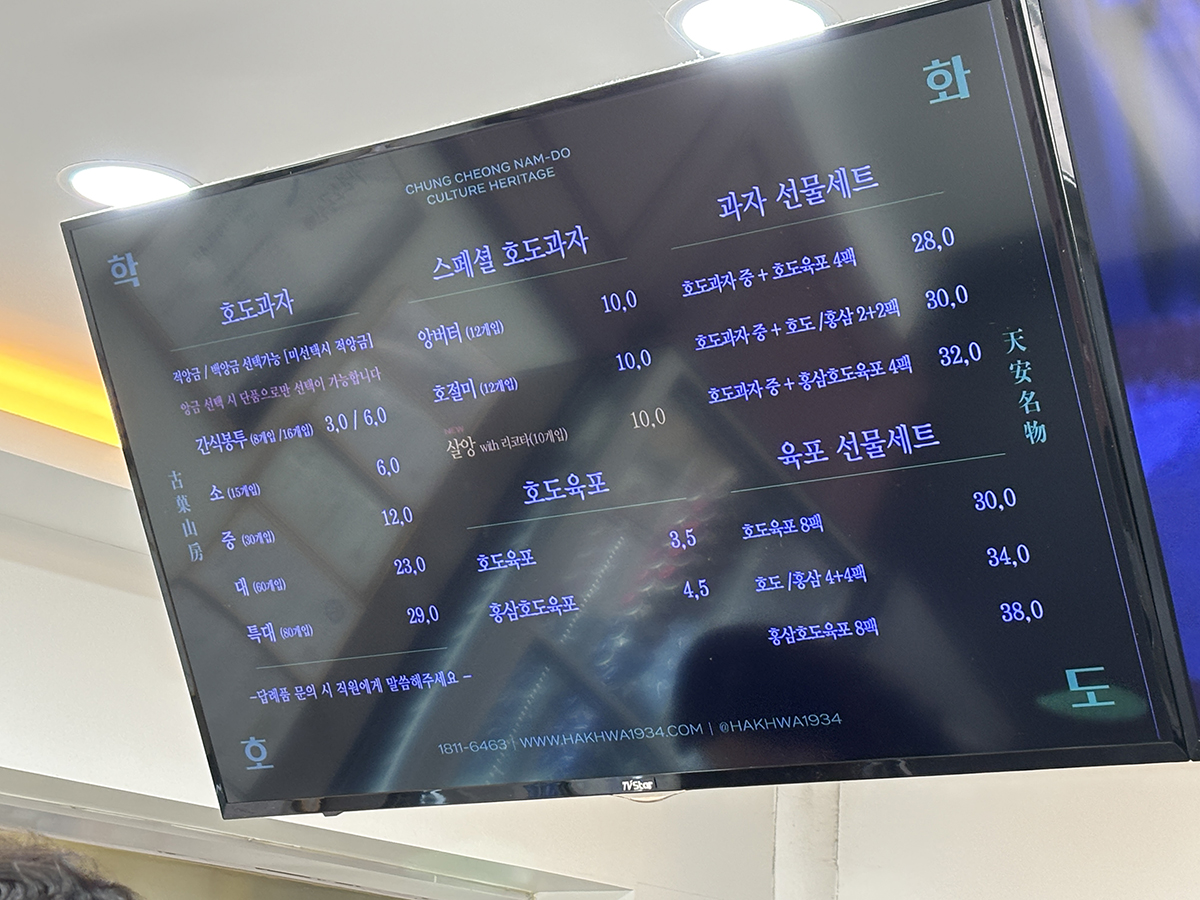 학
화
CHUNG CHEONG NAM-DO
CULTURE HERITAGE
호도과자
적앙금 / 백앙금 선택가능 [미선택시 적앙금]
앙금 선택 시 단품으로만 선택이 가능합니다
간식봉투 (8개입 /16개입) 3,0 / 6,0
소 (15개입) 6,0
중 (30개입) 12,0
대 (60개입) 23,0
특대 (80개입) 29,0
-답례품 문의 시 직원에게 말씀해주세요 -
스페셜 호도과자
앙버터 (12개입) 10,0
호절미 (12개입) 10,0
NEW
살앙 with 리코타(10개입) 10,0
호도육포
호도육포 3,5
홍삼호도육포 4,5
과자 선물세트
호도과자 중 + 호도육포 4팩 28,0
호도과자 중 + 호도 /홍삼 2+2팩 30,0
호도과자 중 + 홍삼호도육포 4팩 32,0
육포 선물세트
호도육포 8팩 30,0
호도 /홍삼 4+4팩 34,0
홍삼호도육포 8팩 38,0
古菓山房
天安名物
호
도
1811-6463 | WWW.HAKHWA1934.COM | @HAKHWA1934
TVStar